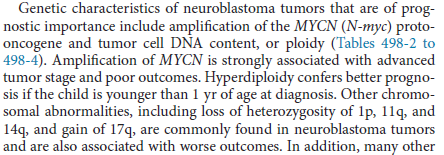 Genetic characteristics of neuroblastoma tumors that are of prog-
nostic importance include amplification of the MYCN (N-myc) proto-
oncogene and tumor cell DNA content, or ploidy (Tables 498-2 to
498-4). Amplification of MYCN is strongly associated with advanced
tumor stage and poor outcomes. Hyperdiploidy confers better progno-
sis if the child is younger than 1 yr of age at diagnosis. Other chromo-
somal abnormalities, including loss of heterozygosity of 1p, 11q, and
14q, and gain of 17q, are commonly found in neuroblastoma tumors
and are also associated with worse outcomes. In addition, many other